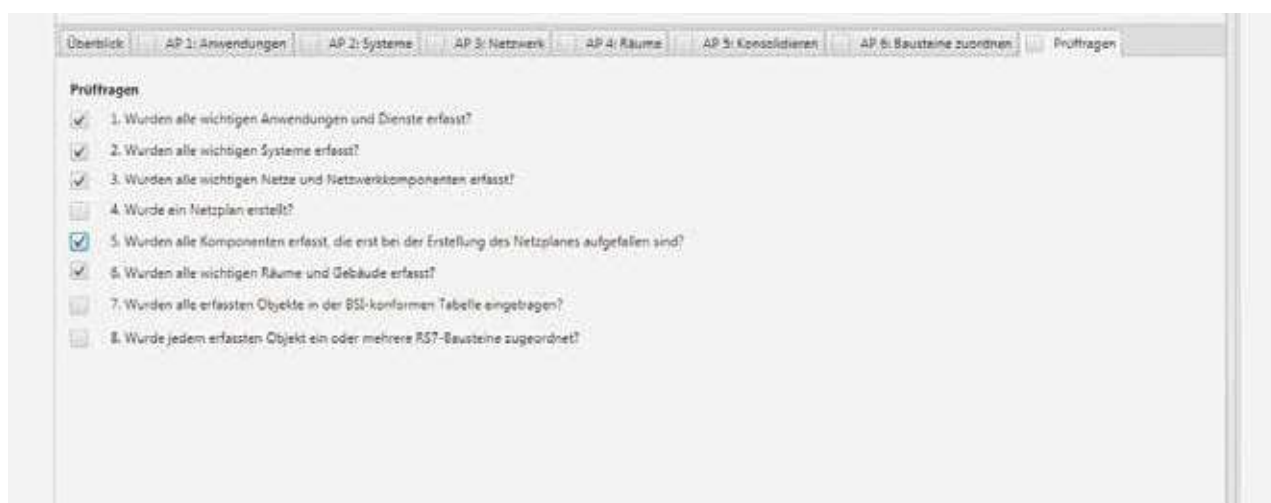 Überblick AP 1: Anwendungen AP 2: Systeme AP 3: Netzwerk AP 4: Räume AP 5: Konsolidieren AP 6: Bausteine zuordnen Prüffragen
Prüffragen
1. Wurden alle wichtigen Anwendungen und Dienste erfasst?
2. Wurden alle wichtigen Systeme erfasst?
3. Wurden alle wichtigen Netze und Netzwerkkomponenten erfasst?
4. Wurde ein Netzplan erstellt?
5. Wurden alle Komponenten erfasst, die erst bei der Erstellung des Netzplanes aufgefallen sind?
6. Wurden alle wichtigen Räume und Gebäude erfasst?
7. Wurden alle erfassten Objekte in der BSI-konformen Tabelle eingetragen?
8. Wurde jedem erfassten Objekt ein oder mehrere RS7-Bausteine zugeordnet?